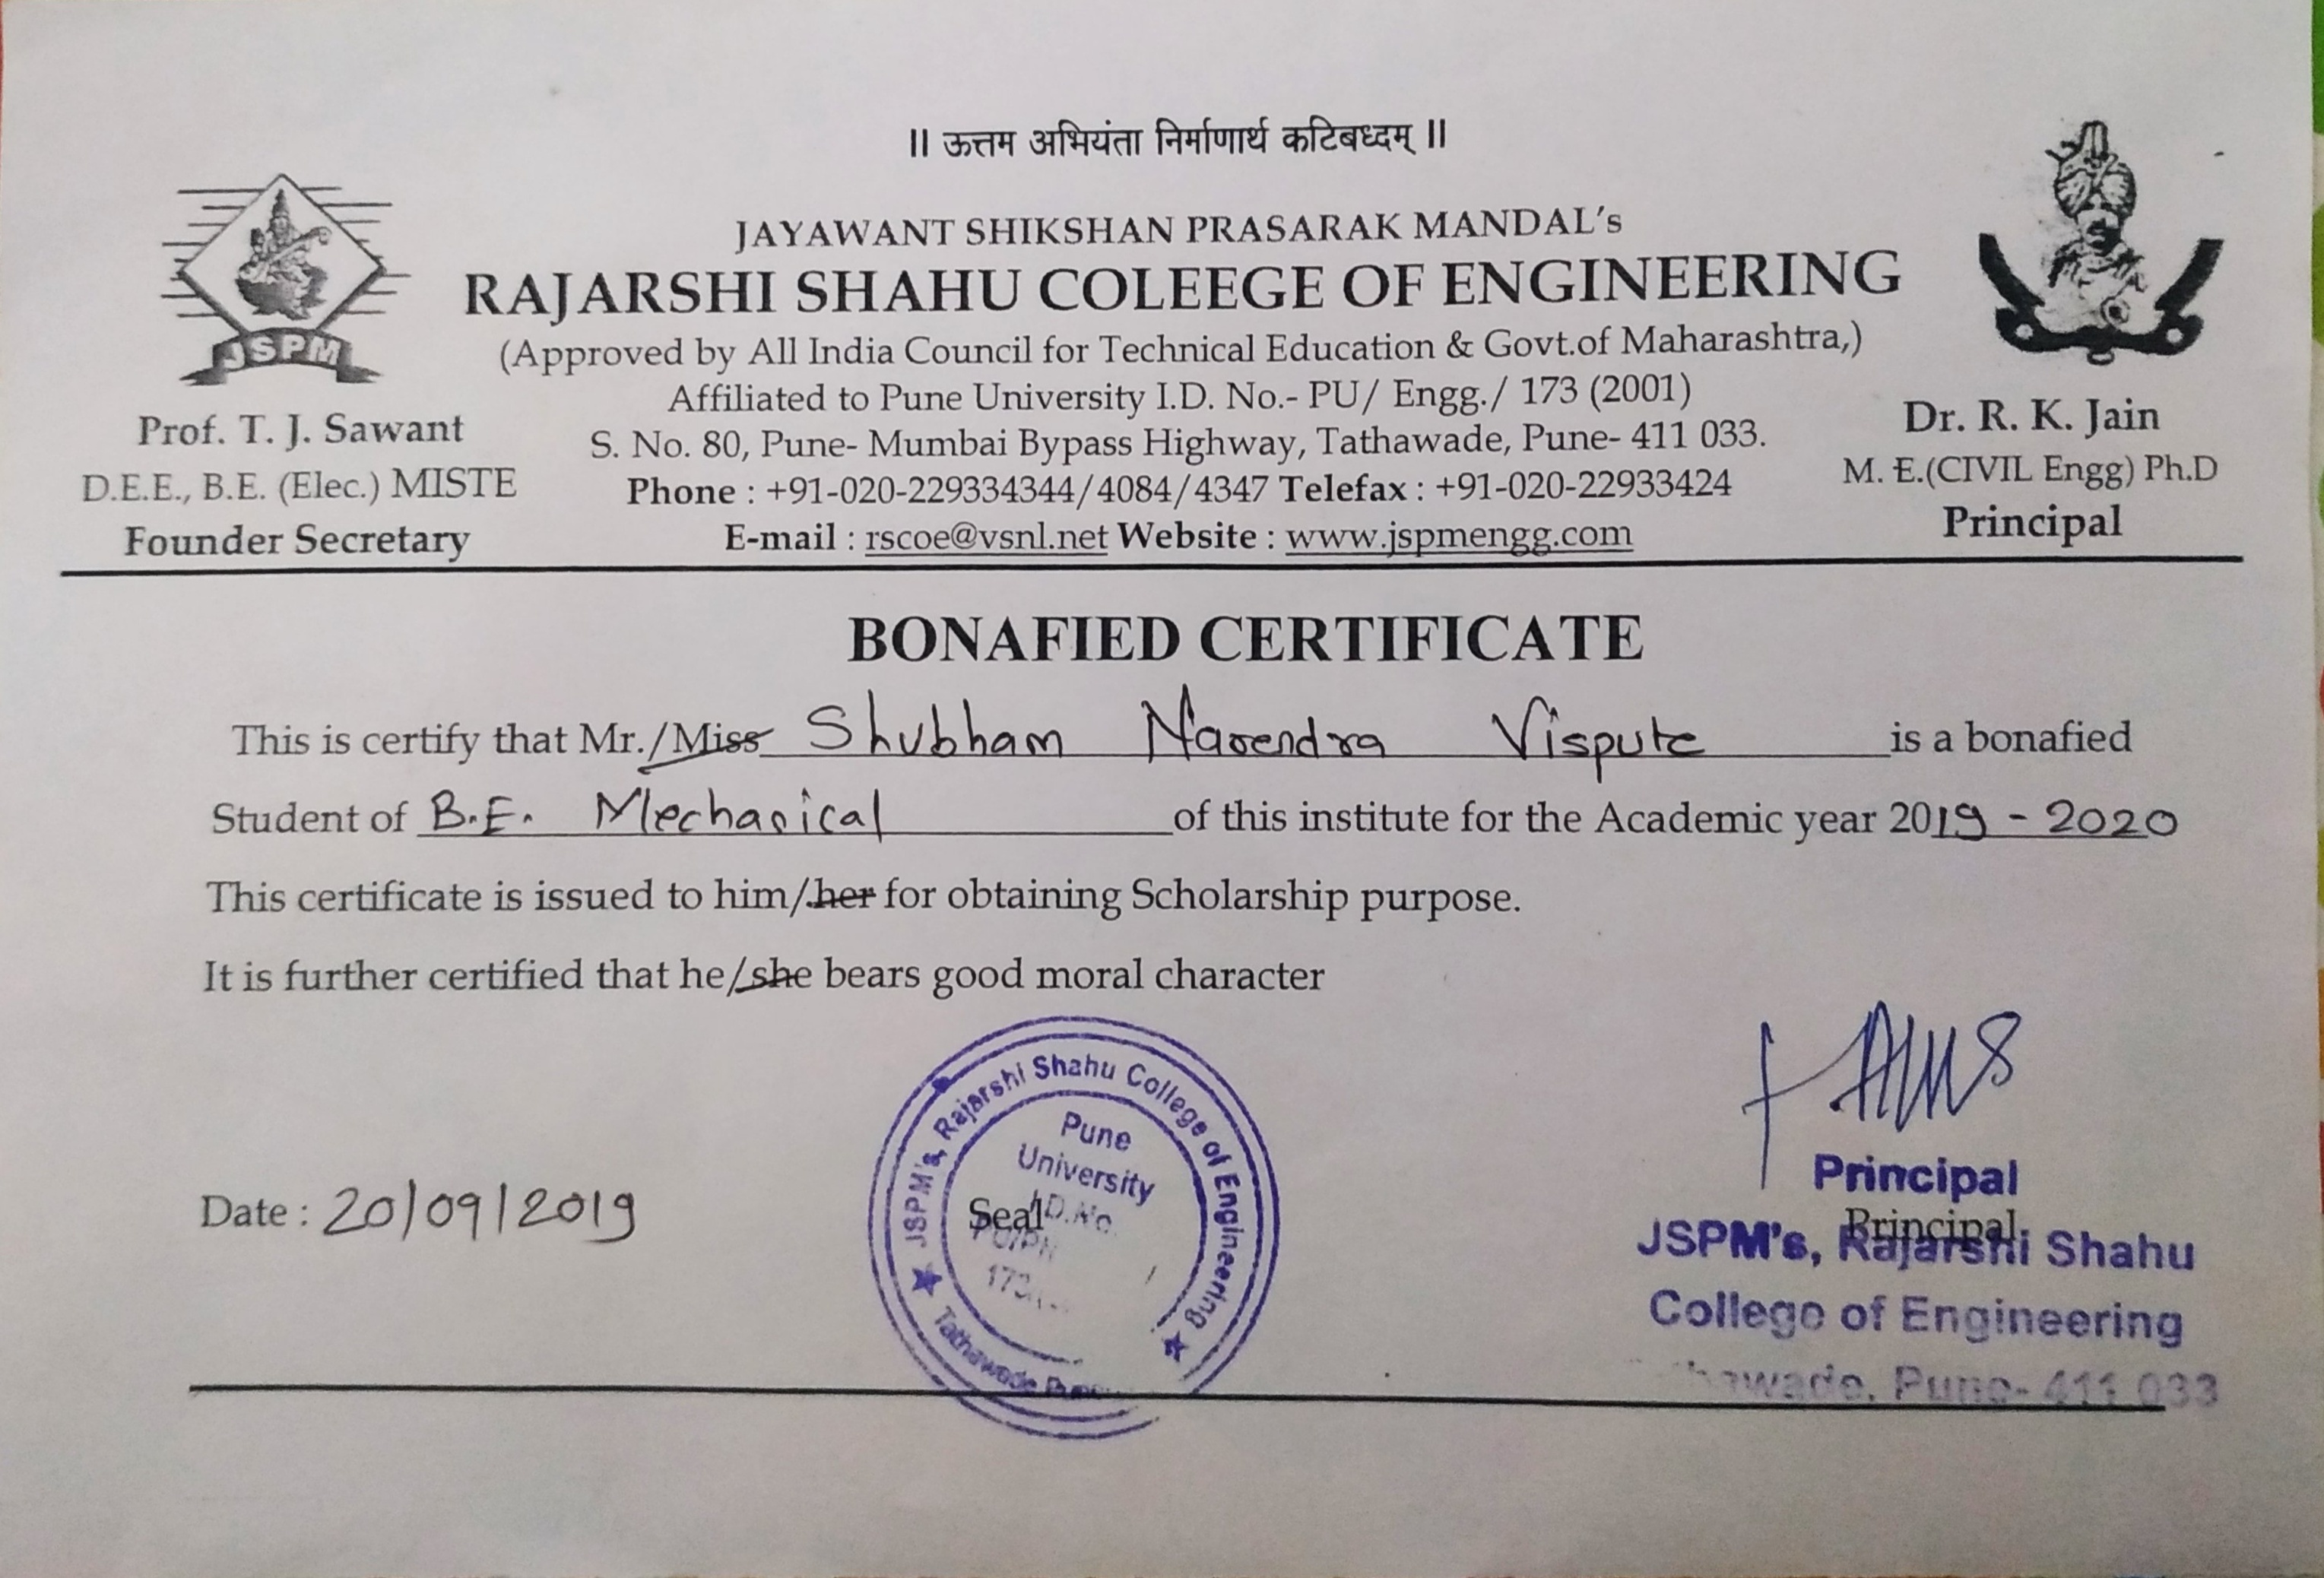 ॥ ऊत्तम अभियंता निर्माणार्थ कटिबध्दम् ॥
JAYAWANT SHIKSHAN PRASARAK MANDAL's
RAJARSHI SHAHU COLEEGE OF ENGINEERING
(Approved by All India Council for Technical Education & Govt.of Maharashtra,)
Affiliated to Pune University I.D. No.- PU/ Engg./ 173 (2001)
S. No. 80, Pune- Mumbai Bypass Highway, Tathawade, Pune- 411 033.
Phone : +91-020-229334344/4084/4347 Telefax : +91-020-22933424
E-mail : rscoe@vsnl.net Website : www.jspmengg.com
JSPM
Prof. T. J. Sawant
D.E.E., B.E. (Elec.) MISTE
Founder Secretary
Dr. R. K. Jain
M. E.(CIVIL Engg) Ph.D
Principal
BONAFIED CERTIFICATE
This is certify that Mr./Miss Shubham Narendra Vispute is a bonafied
Student of B.E. Mechanical of this institute for the Academic year 2019 - 2020
This certificate is issued to him/her for obtaining Scholarship purpose.
It is further certified that he/she bears good moral character
Date : 20/09/2019
JSPM's, Rajarshi Shahu College of Engineering
Tathawade
Pune
University
I.D.No.
Seal
Principal
Principal
JSPM's, Rajarshi Shahu
College of Engineering
Pune- 411 033